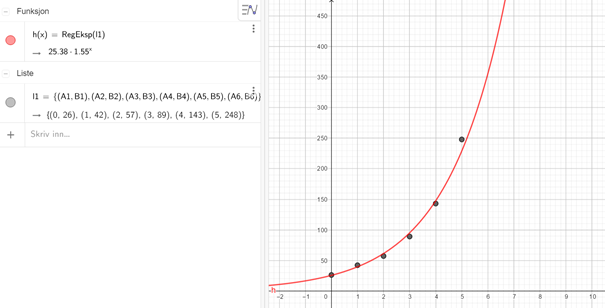 Funksjon
h(x) = RegEksp(l1)
→ 25.38 · 1.55ˣ
Liste
l1 = {(A1, B1), (A2, B2), (A3, B3), (A4, B4), (A5, B5), (A6, B6)}
→ {(0, 26), (1, 42), (2, 57), (3, 89), (4, 143), (5, 248)}
+ Skriv inn...
450
400
350
300
250
200
150
100
50
h
−2 −1 0 1 2 3 4 5 6 7 8 9 10